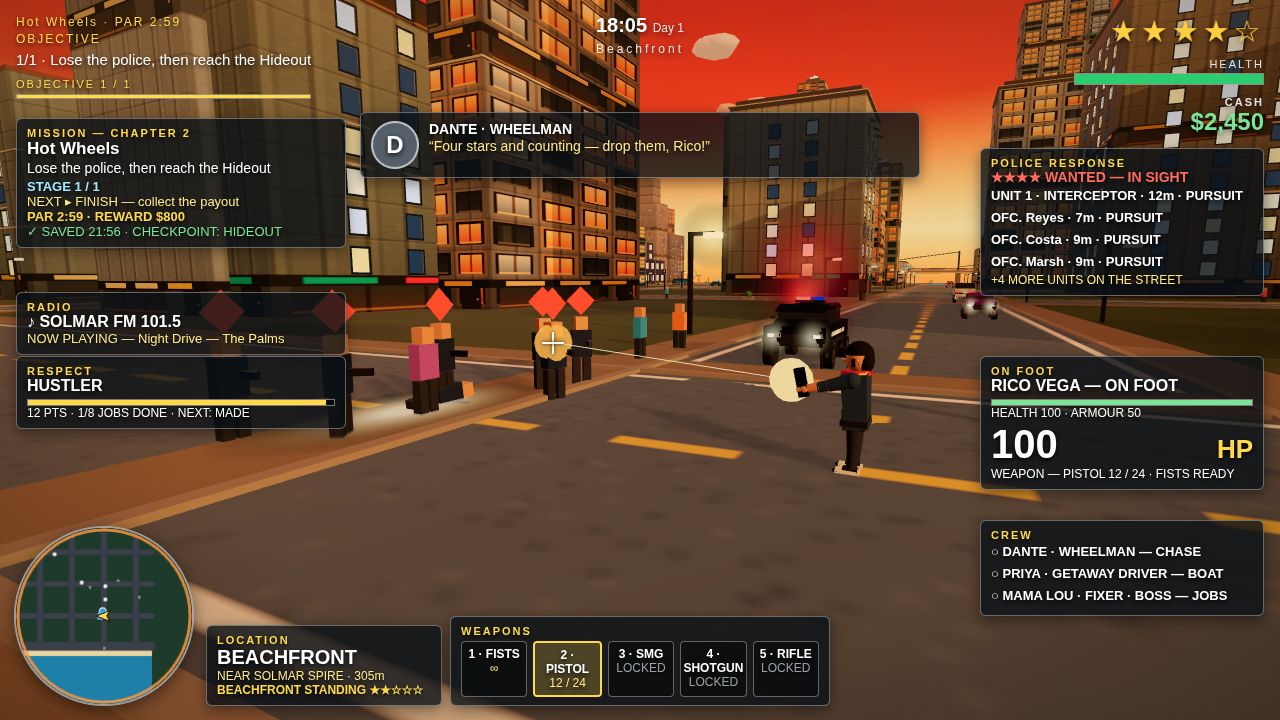 Hot Wheels · PAR 2:59
OBJECTIVE
1/1 · Lose the police, then reach the Hideout
OBJECTIVE 1 / 1
MISSION — CHAPTER 2
Hot Wheels
Lose the police, then reach the Hideout
STAGE 1 / 1
NEXT ▸ FINISH — collect the payout
PAR 2:59 · REWARD $800
✓ SAVED 21:56 · CHECKPOINT: HIDEOUT
RADIO
♪ SOLMAR FM 101.5
NOW PLAYING — Night Drive — The Palms
RESPECT
HUSTLER
12 PTS · 1/8 JOBS DONE · NEXT: MADE
18:05 Day 1
Beachfront
D
DANTE · WHEELMAN
“Four stars and counting — drop them, Rico!”
★★★★☆
HEALTH
CASH
$2,450
POLICE RESPONSE
★★★★ WANTED — IN SIGHT
UNIT 1 · INTERCEPTOR · 12m · PURSUIT
OFC. Reyes · 7m · PURSUIT
OFC. Costa · 9m · PURSUIT
OFC. Marsh · 9m · PURSUIT
+4 MORE UNITS ON THE STREET
ON FOOT
RICO VEGA — ON FOOT
HEALTH 100 · ARMOUR 50
100 HP
WEAPON — PISTOL 12 / 24 · FISTS READY
CREW
○ DANTE · WHEELMAN — CHASE
○ PRIYA · GETAWAY DRIVER — BOAT
○ MAMA LOU · FIXER · BOSS — JOBS
LOCATION
BEACHFRONT
NEAR SOLMAR SPIRE · 305m
BEACHFRONT STANDING ★★☆☆☆
WEAPONS
1 · FISTS
∞
2 · PISTOL
12 / 24
3 · SMG
LOCKED
4 · SHOTGUN
LOCKED
5 · RIFLE
LOCKED